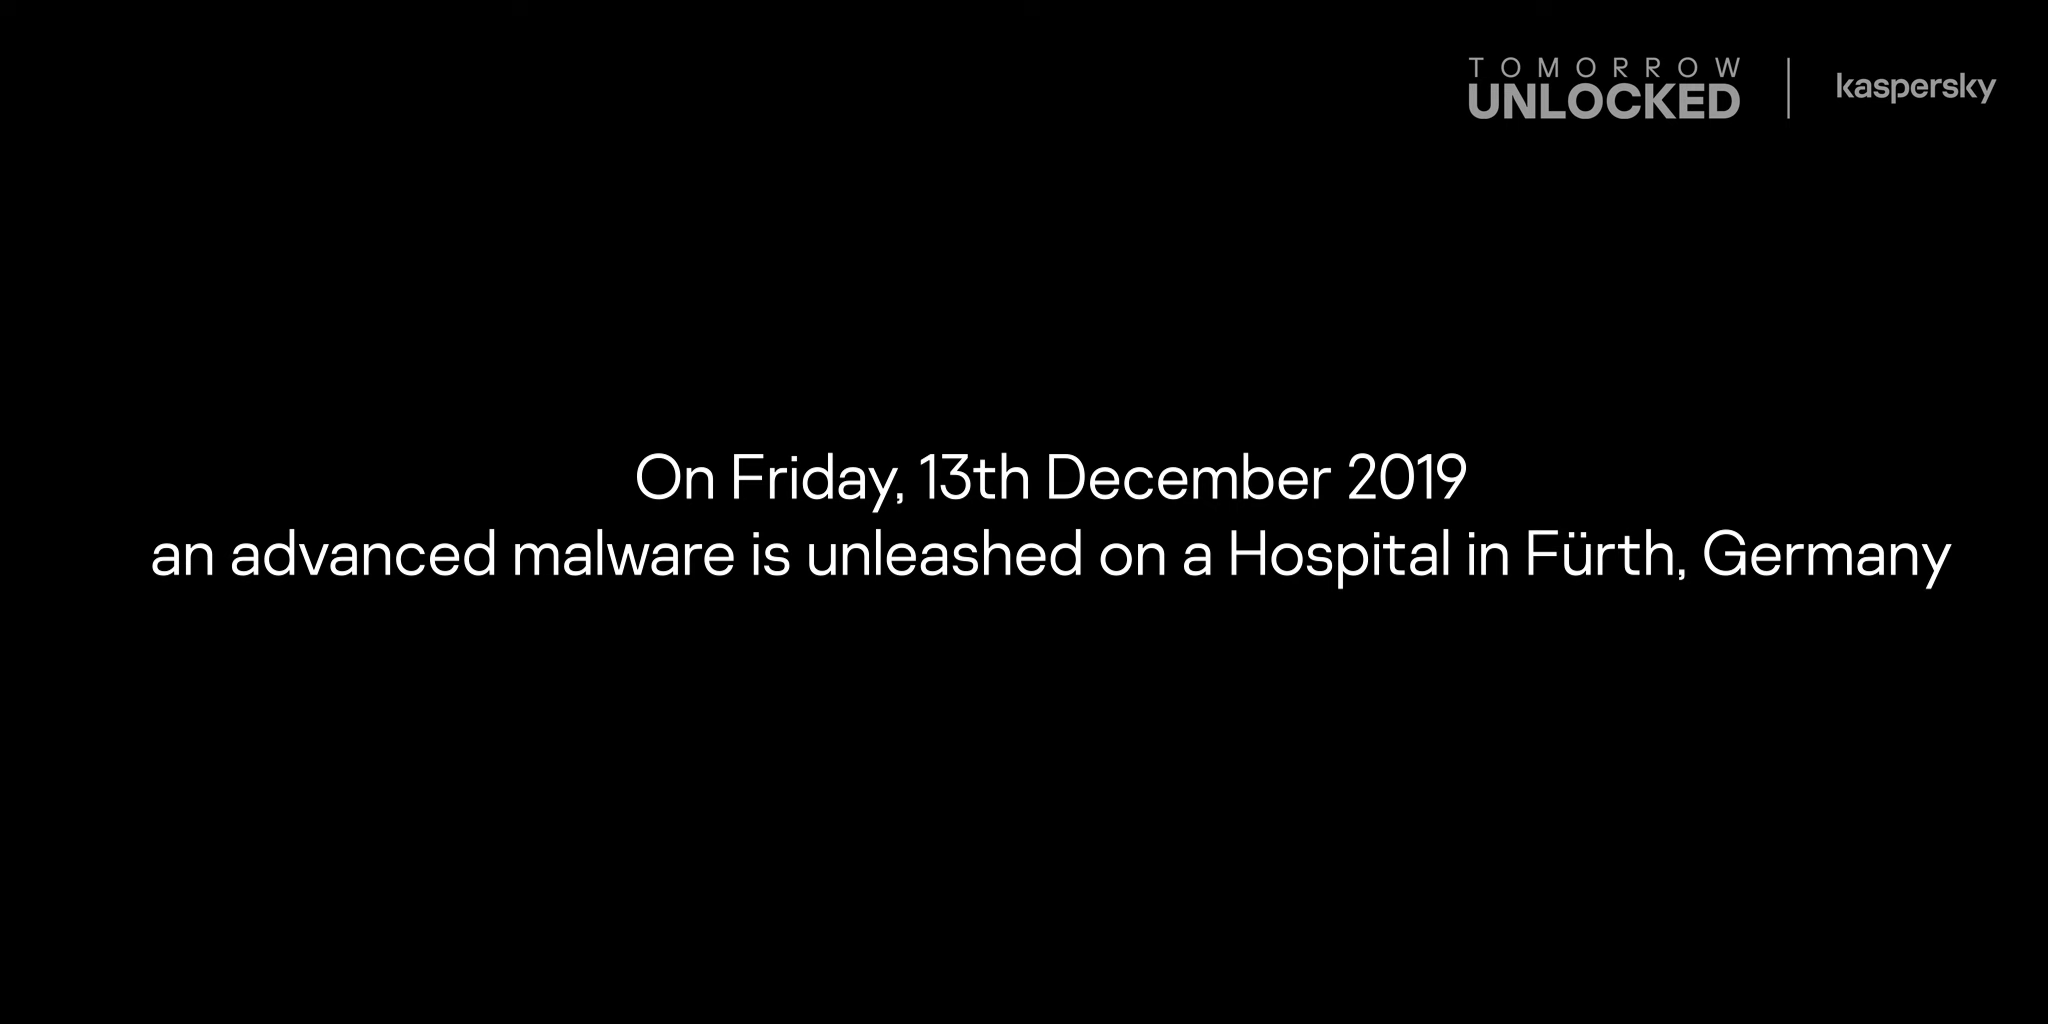 TOMORROW
UNLOCKED
kaspersky
On Friday, 13th December 2019
an advanced malware is unleashed on a Hospital in Fürth, Germany